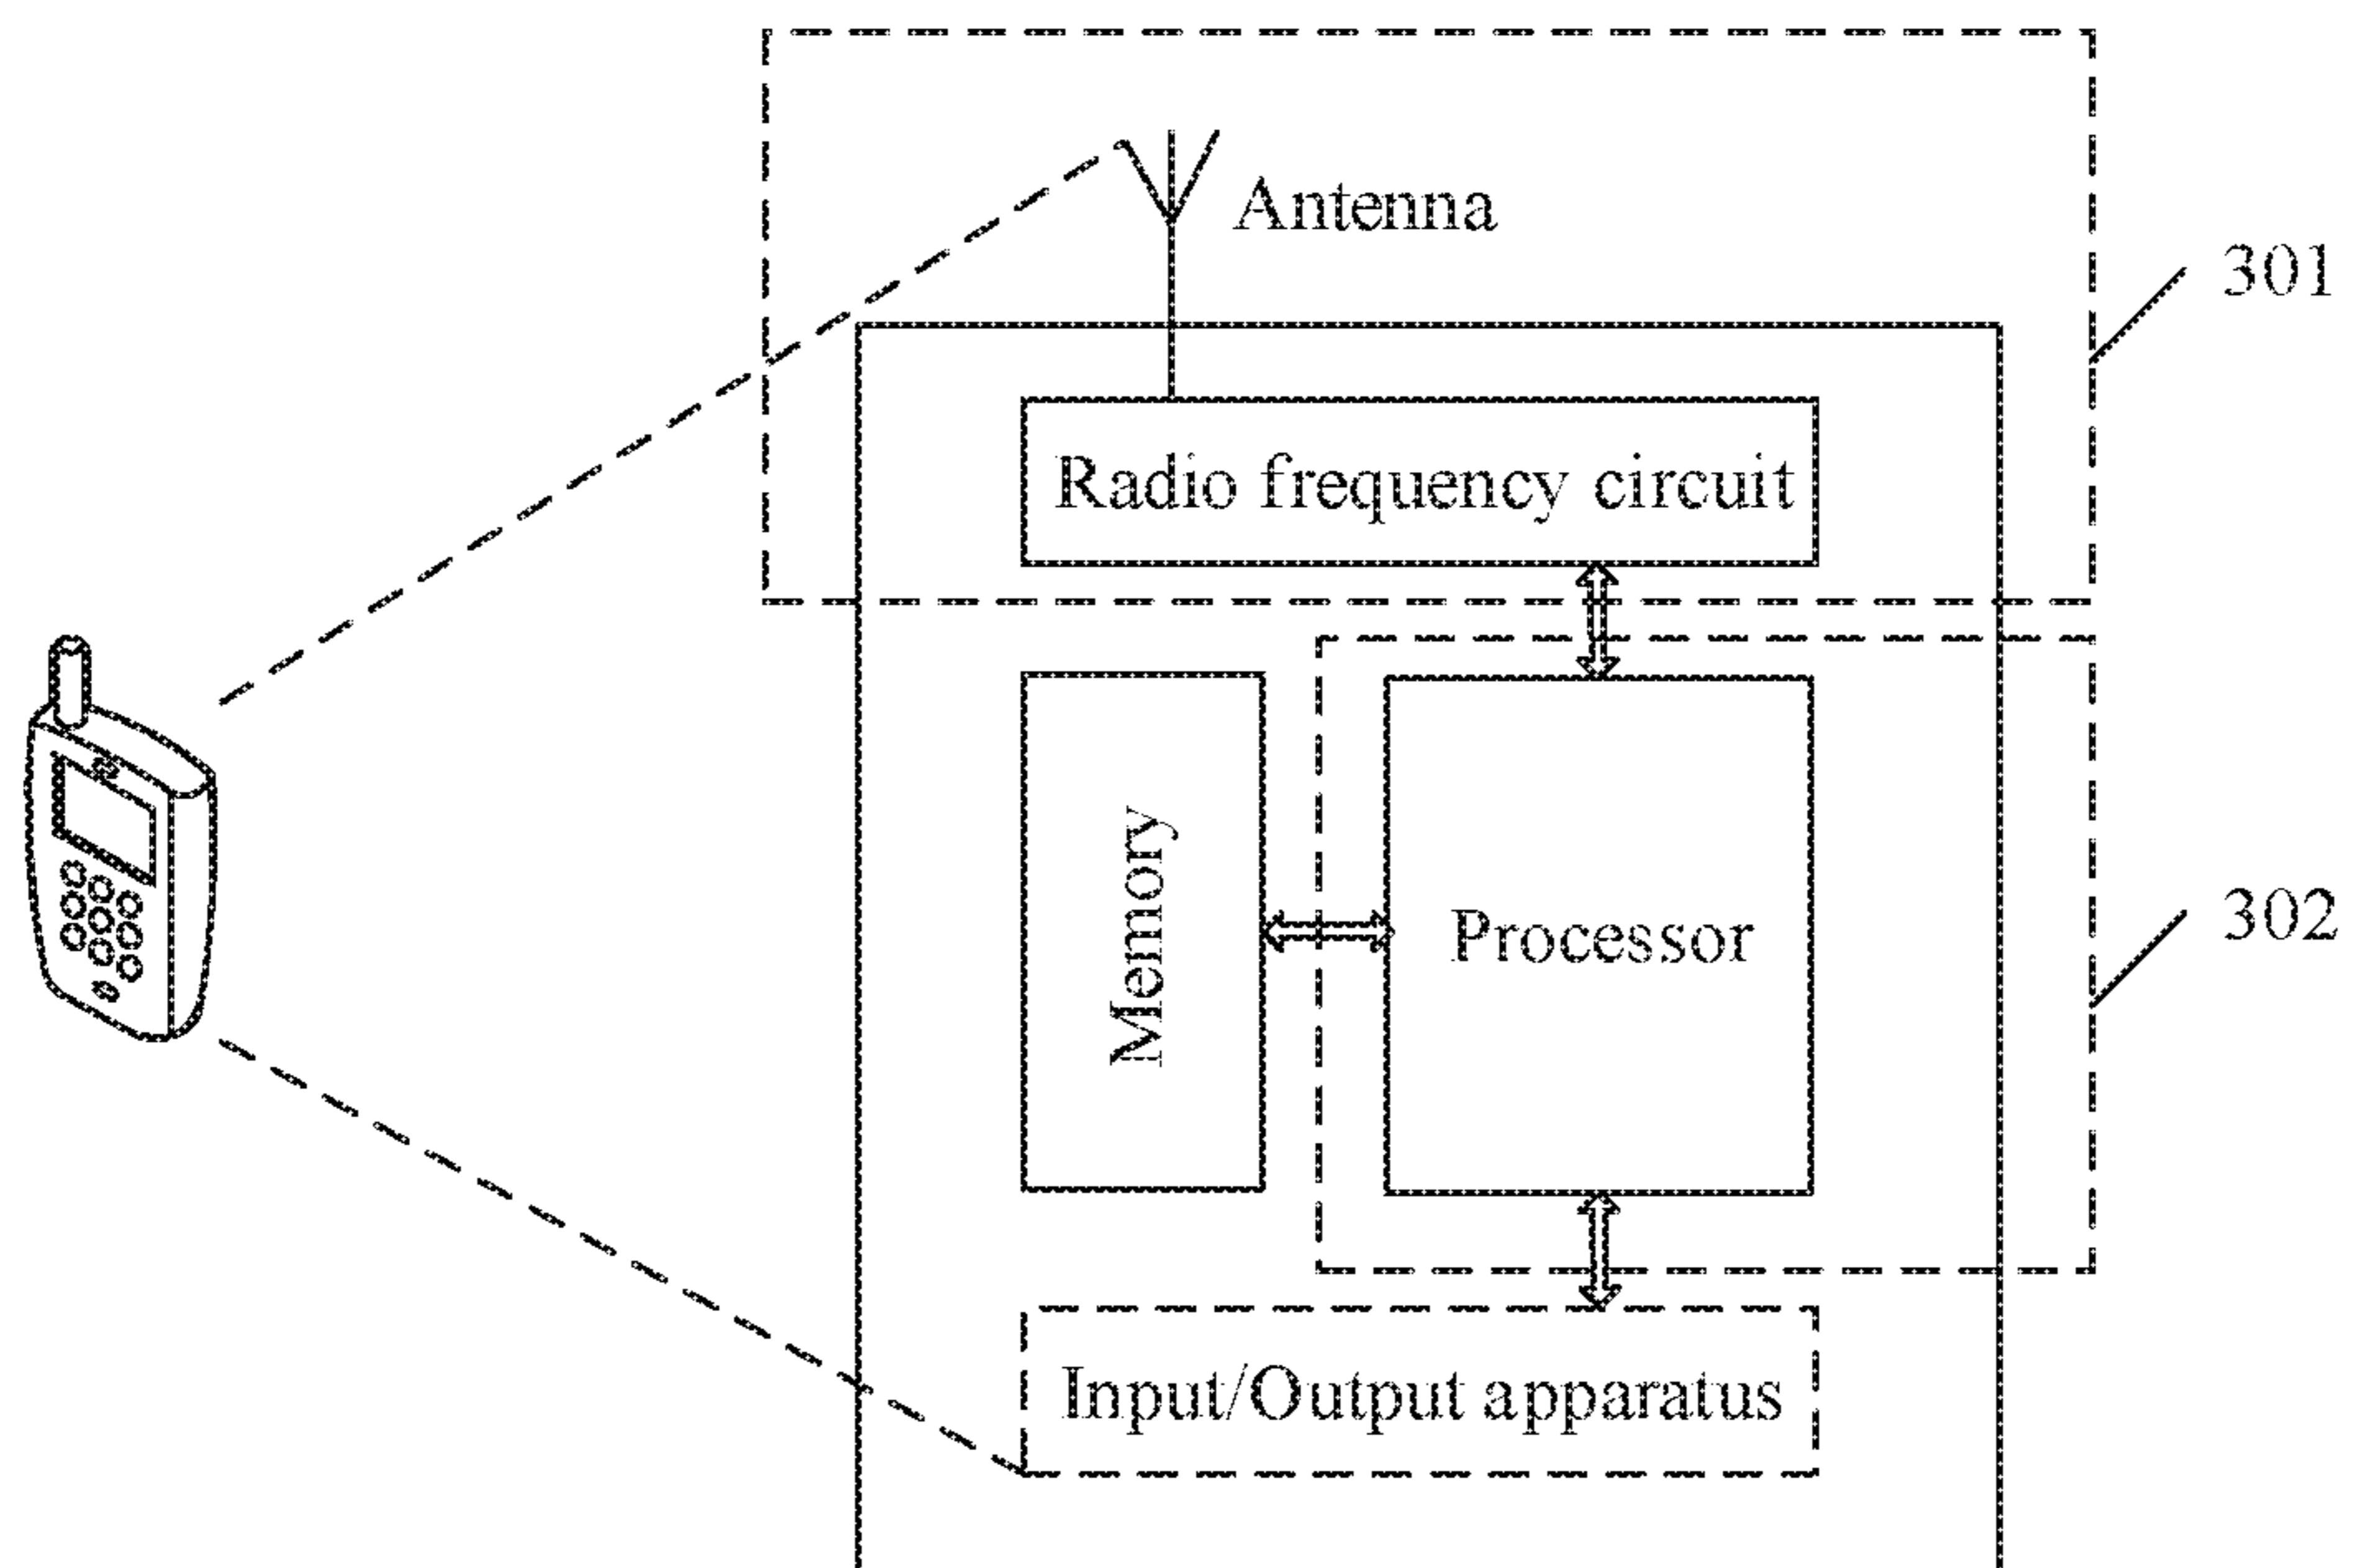 Antenna
301
Radio frequency circuit
Memory
Processor
302
Input/Output apparatus